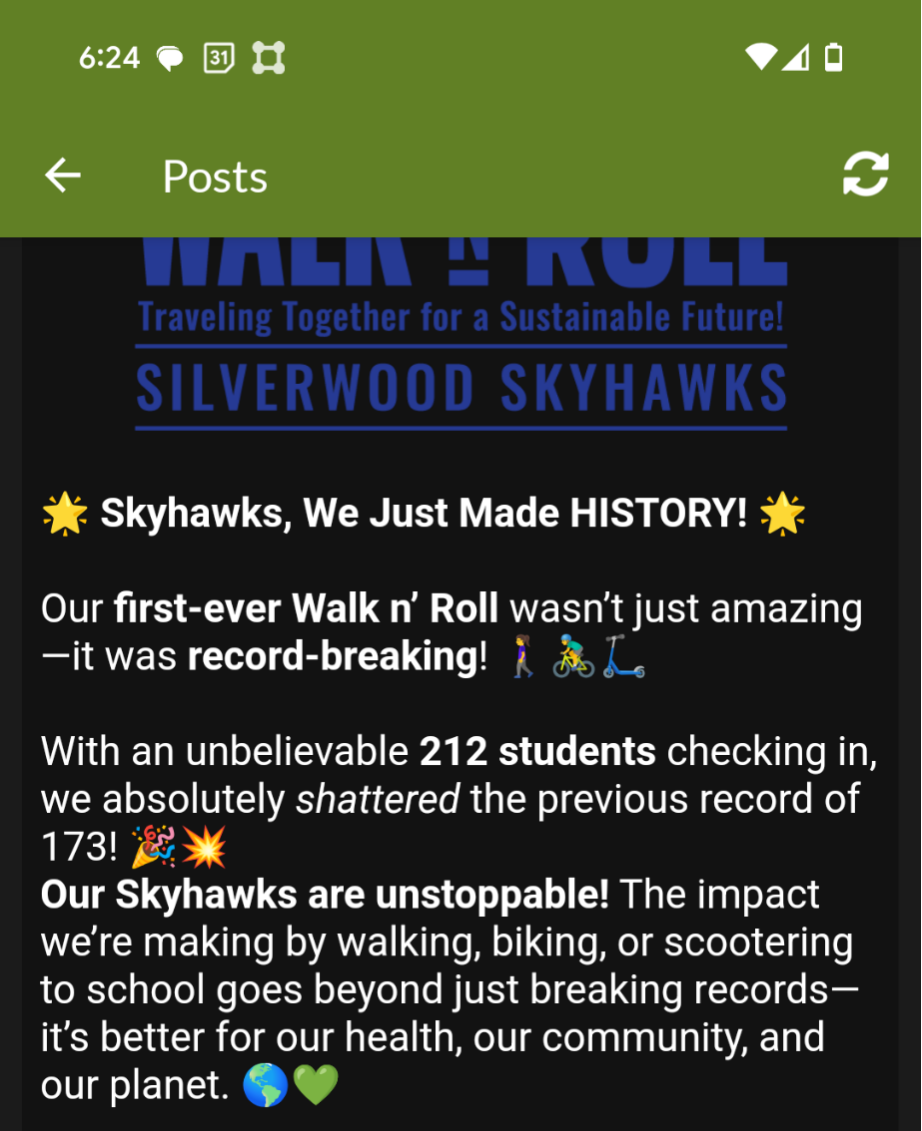 6:24
31
Posts
WALK 'N ROLL
Traveling Together for a Sustainable Future!
SILVERWOOD SKYHAWKS
🌟 Skyhawks, We Just Made HISTORY! 🌟
Our first-ever Walk n’ Roll wasn’t just amazing
—it was record-breaking! 🚶‍♀️🚴🛴
With an unbelievable 212 students checking in,
we absolutely shattered the previous record of
173! 🎉💥
Our Skyhawks are unstoppable! The impact
we’re making by walking, biking, or scootering
to school goes beyond just breaking records—
it’s better for our health, our community, and
our planet. 🌎💚